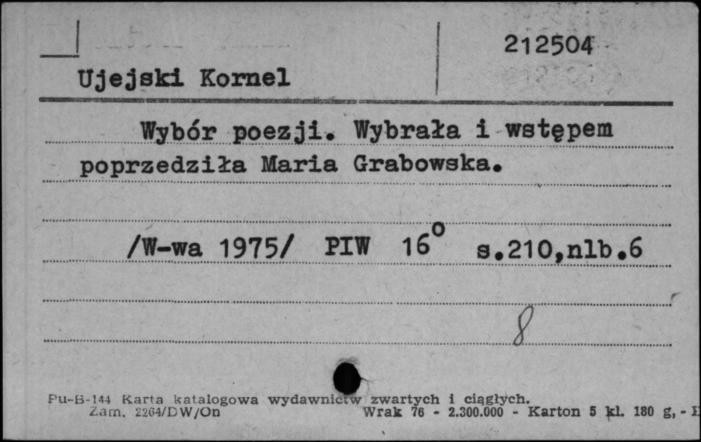 212504
Ujejski Kornel
Wybór poezji. Wybrała i wstępem
poprzedziła Maria Grabowska.
/W-wa 1975/ PIW 16° s.210,nlb.6
8
Pu-B-144 Karta katalogowa wydawnictw zwartych i ciągłych.
Zam. 2264/DW/On Wrak 76 - 2.300.000 - Karton 5 kl. 180 g, -